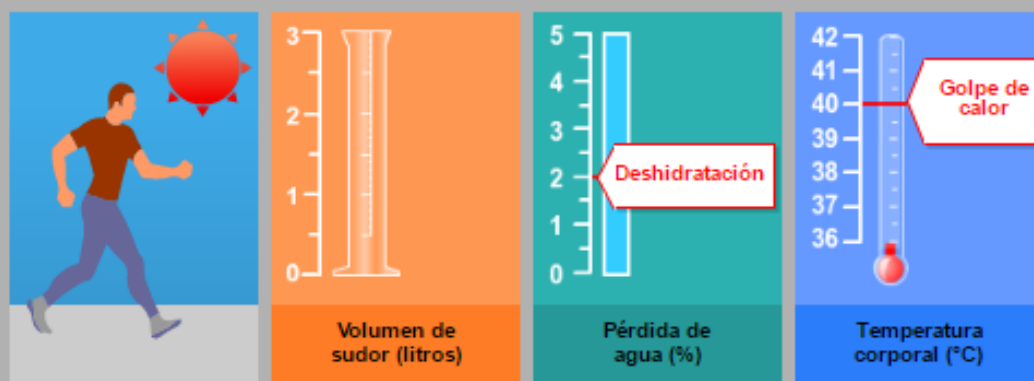 3
2
1
0
Volumen de
sudor (litros)
5
4
3
2
1
0
Deshidratación
Pérdida de
agua (%)
42
41
40
39
38
37
36
Golpe de
calor
Temperatura
corporal (°C)